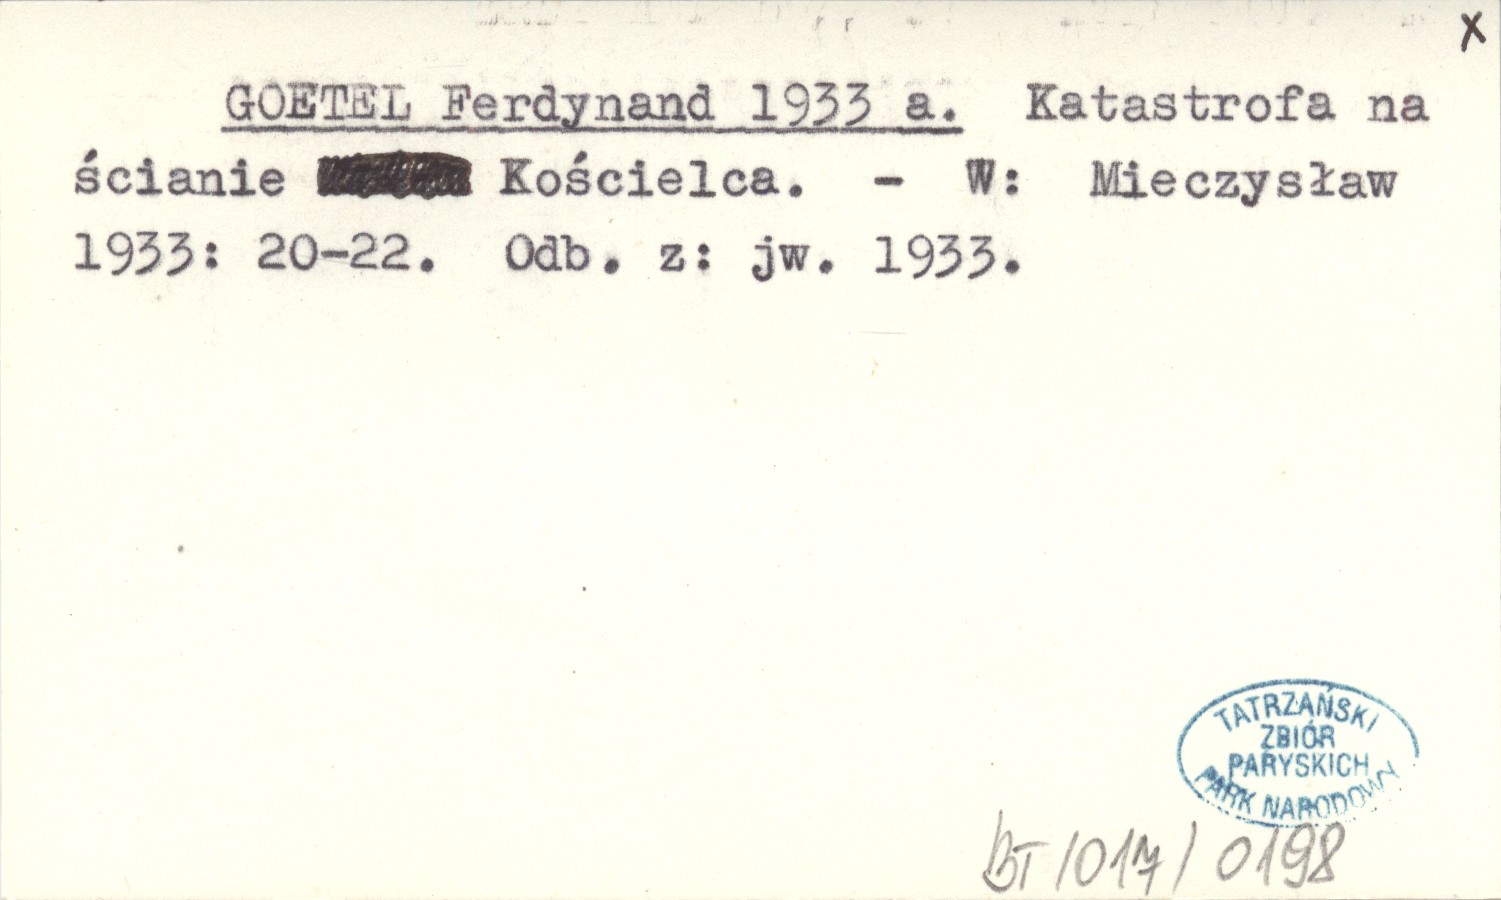 x
GOETEL Ferdynand 1933 a. Katastrofa na
ścianie Kościelca. - W: Mieczysław
1933: 20-22. Odb. z: jw. 1933.
TATRZAŃSKI
ZBIÓR
PARYSKICH
PARK NARODOWY
BT/017/0198